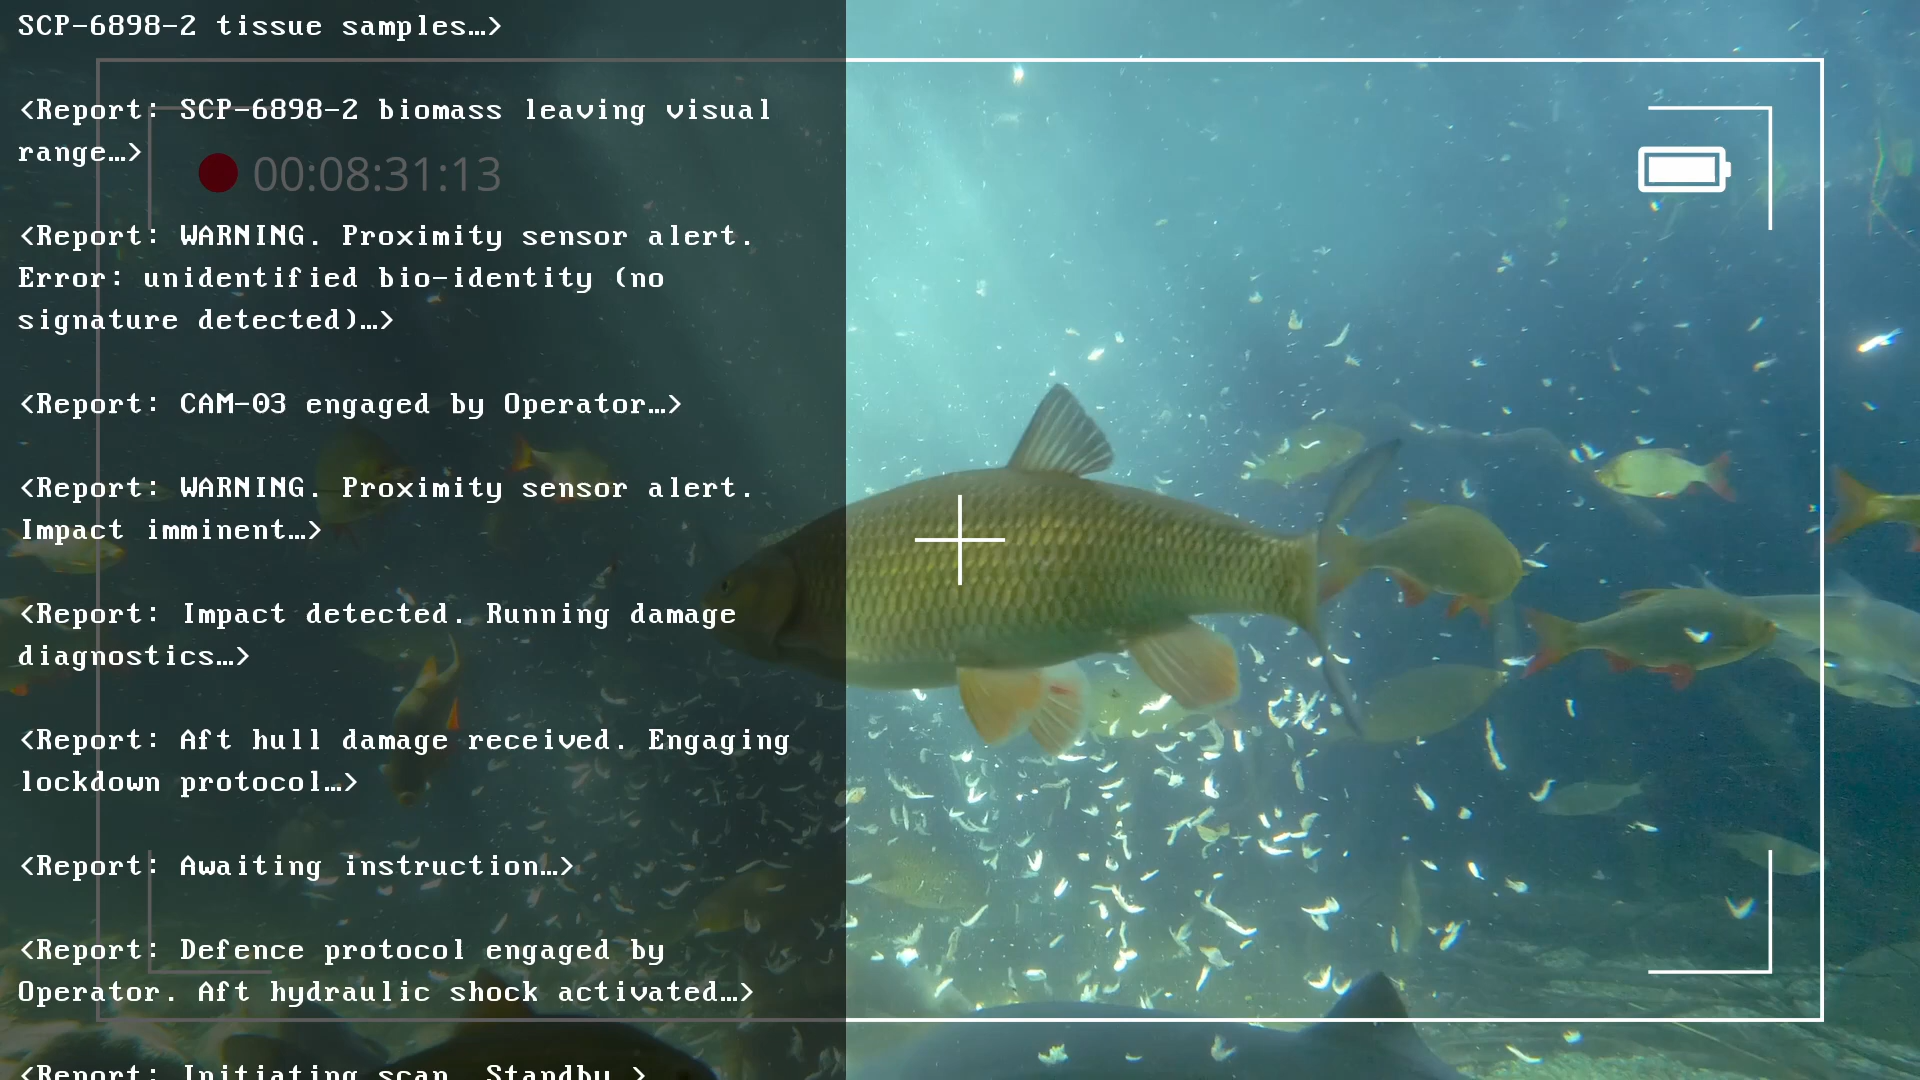 SCP-6898-2 tissue samples…>
<Report: SCP-6898-2 biomass leaving visual
range…>
00:08:31:13
<Report: WARNING. Proximity sensor alert.
Error: unidentified bio-identity (no
signature detected)…>
<Report: CAM-03 engaged by Operator…>
<Report: WARNING. Proximity sensor alert.
Impact imminent…>
<Report: Impact detected. Running damage
diagnostics…>
<Report: Aft hull damage received. Engaging
lockdown protocol…>
<Report: Awaiting instruction…>
<Report: Defence protocol engaged by
Operator. Aft hydraulic shock activated…>
<Report: Initiating scan. Standby…>